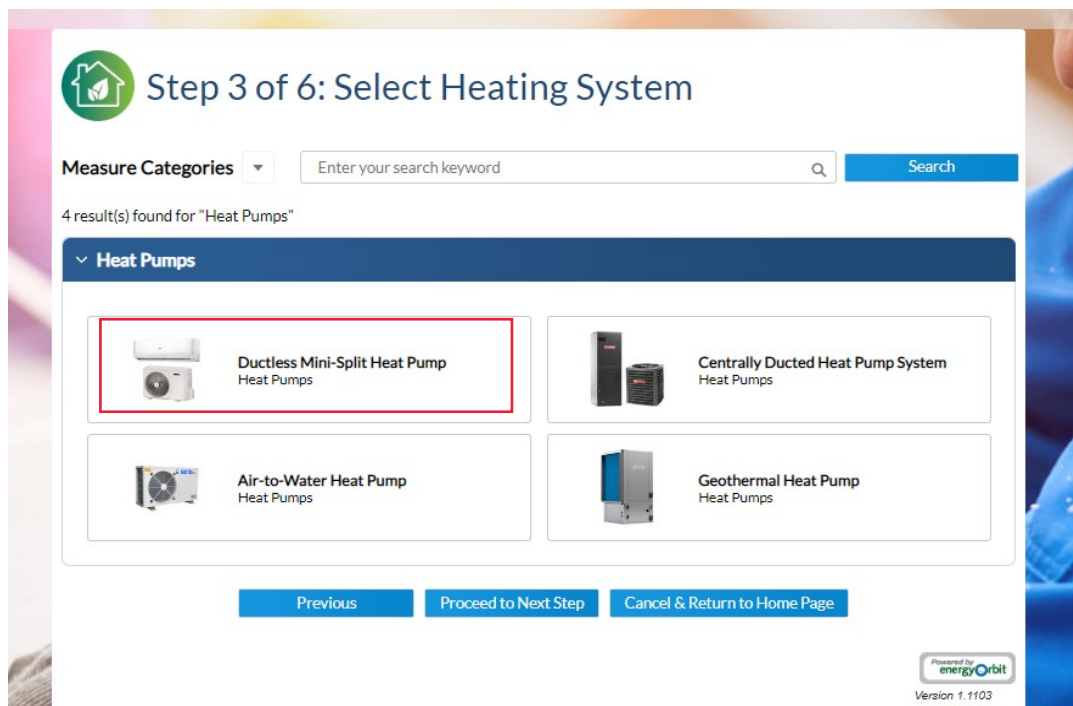 Step 3 of 6: Select Heating System
Measure Categories
Enter your search keyword
Search
4 result(s) found for "Heat Pumps"
Heat Pumps
Ductless Mini-Split Heat Pump
Heat Pumps
Centrally Ducted Heat Pump System
Heat Pumps
Air-to-Water Heat Pump
Heat Pumps
Geothermal Heat Pump
Heat Pumps
Previous
Proceed to Next Step
Cancel & Return to Home Page
Powered by
energyOrbit
Version 1.1103